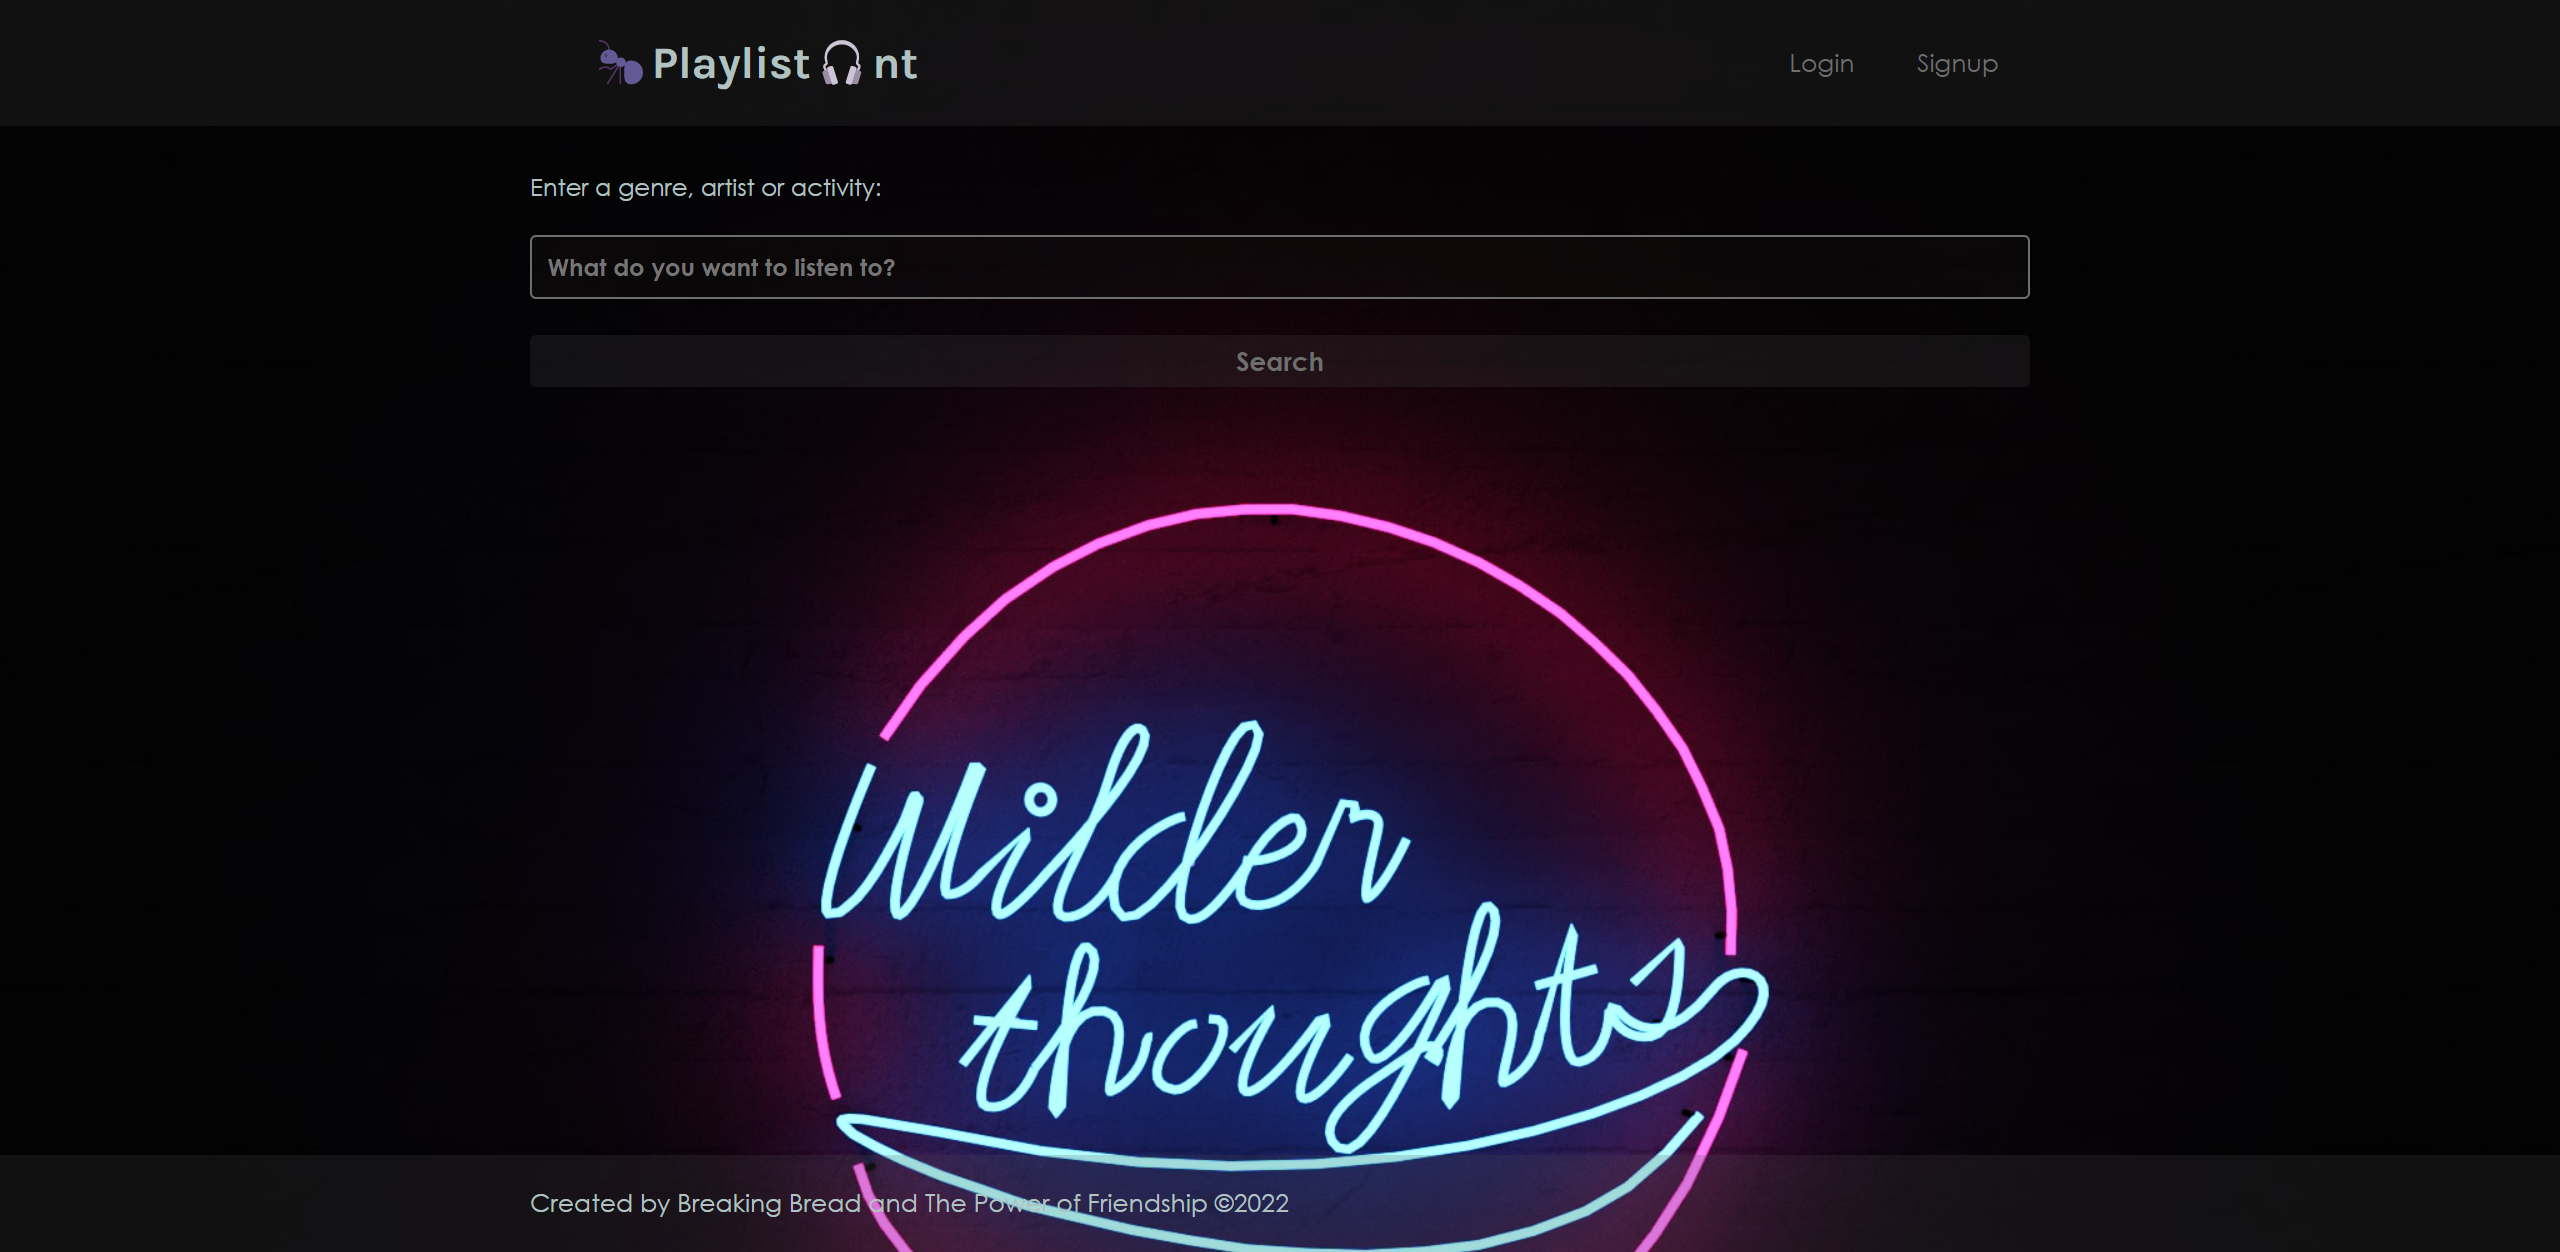 Playlist nt
Login
Signup
Enter a genre, artist or activity:
What do you want to listen to?
Search
Wilder
thoughts
Created by Breaking Bread and The Power of Friendship ©2022